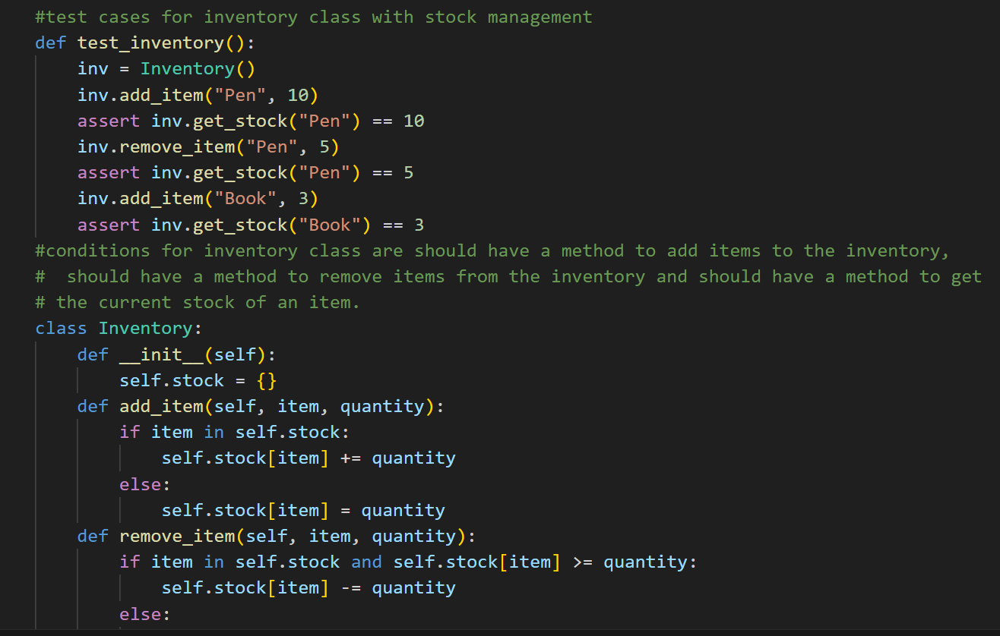 #test cases for inventory class with stock management
def test_inventory():
    inv = Inventory()
    inv.add_item("Pen", 10)
    assert inv.get_stock("Pen") == 10
    inv.remove_item("Pen", 5)
    assert inv.get_stock("Pen") == 5
    inv.add_item("Book", 3)
    assert inv.get_stock("Book") == 3
#conditions for inventory class are should have a method to add items to the inventory,
#  should have a method to remove items from the inventory and should have a method to get
# the current stock of an item.
class Inventory:
    def __init__(self):
        self.stock = {}
    def add_item(self, item, quantity):
        if item in self.stock:
            self.stock[item] += quantity
        else:
            self.stock[item] = quantity
    def remove_item(self, item, quantity):
        if item in self.stock and self.stock[item] >= quantity:
            self.stock[item] -= quantity
        else: